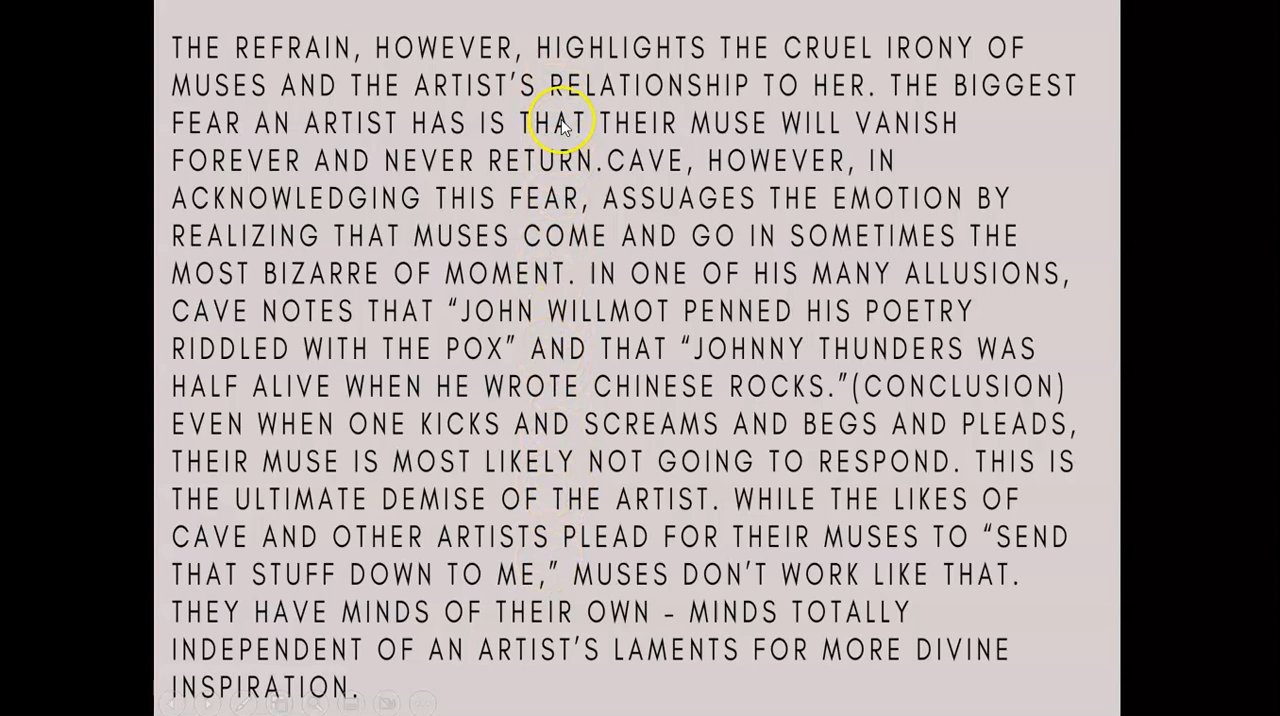 THE REFRAIN, HOWEVER, HIGHLIGHTS THE CRUEL IRONY OF
MUSES AND THE ARTIST'S RELATIONSHIP TO HER. THE BIGGEST
FEAR AN ARTIST HAS IS THAT THEIR MUSE WILL VANISH
FOREVER AND NEVER RETURN.CAVE, HOWEVER, IN
ACKNOWLEDGING THIS FEAR, ASSUAGES THE EMOTION BY
REALIZING THAT MUSES COME AND GO IN SOMETIMES THE
MOST BIZARRE OF MOMENT. IN ONE OF HIS MANY ALLUSIONS,
CAVE NOTES THAT “JOHN WILLMOT PENNED HIS POETRY
RIDDLED WITH THE POX” AND THAT “JOHNNY THUNDERS WAS
HALF ALIVE WHEN HE WROTE CHINESE ROCKS.”(CONCLUSION)
EVEN WHEN ONE KICKS AND SCREAMS AND BEGS AND PLEADS,
THEIR MUSE IS MOST LIKELY NOT GOING TO RESPOND. THIS IS
THE ULTIMATE DEMISE OF THE ARTIST. WHILE THE LIKES OF
CAVE AND OTHER ARTISTS PLEAD FOR THEIR MUSES TO “SEND
THAT STUFF DOWN TO ME,” MUSES DON'T WORK LIKE THAT.
THEY HAVE MINDS OF THEIR OWN – MINDS TOTALLY
INDEPENDENT OF AN ARTIST'S LAMENTS FOR MORE DIVINE
INSPIRATION.